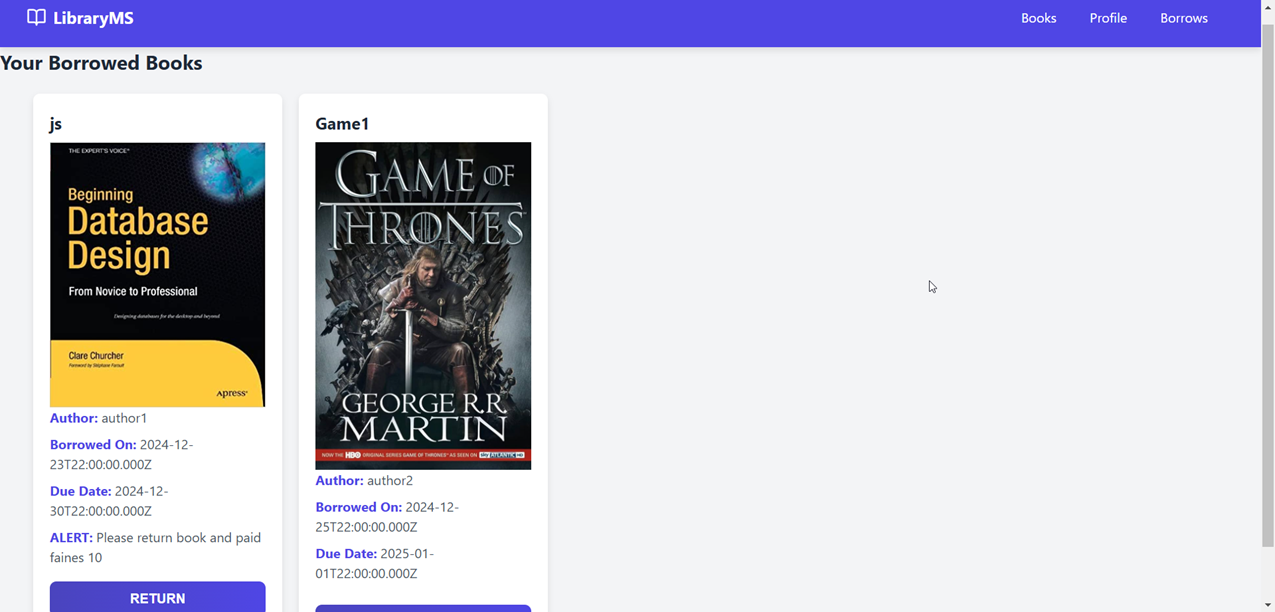 LibraryMS
Books
Profile
Borrows
Your Borrowed Books
js
THE EXPERT'S VOICE®
Beginning
Database
Design
From Novice to Professional
Designing databases for the desktop and beyond
Clare Churcher
Foreword by Stéphane Faroult
Apress®
Author: author1
Borrowed On: 2024-12-
23T22:00:00.000Z
Due Date: 2024-12-
30T22:00:00.000Z
ALERT: Please return book and paid
faines 10
RETURN
Game1
GAME OF
THRONES
GEORGE R.R.
MARTIN
NOW THE HBO ORIGINAL SERIES GAME OF THRONES® AS SEEN ON sky ATLANTIC HD
Author: author2
Borrowed On: 2024-12-
25T22:00:00.000Z
Due Date: 2025-01-
01T22:00:00.000Z